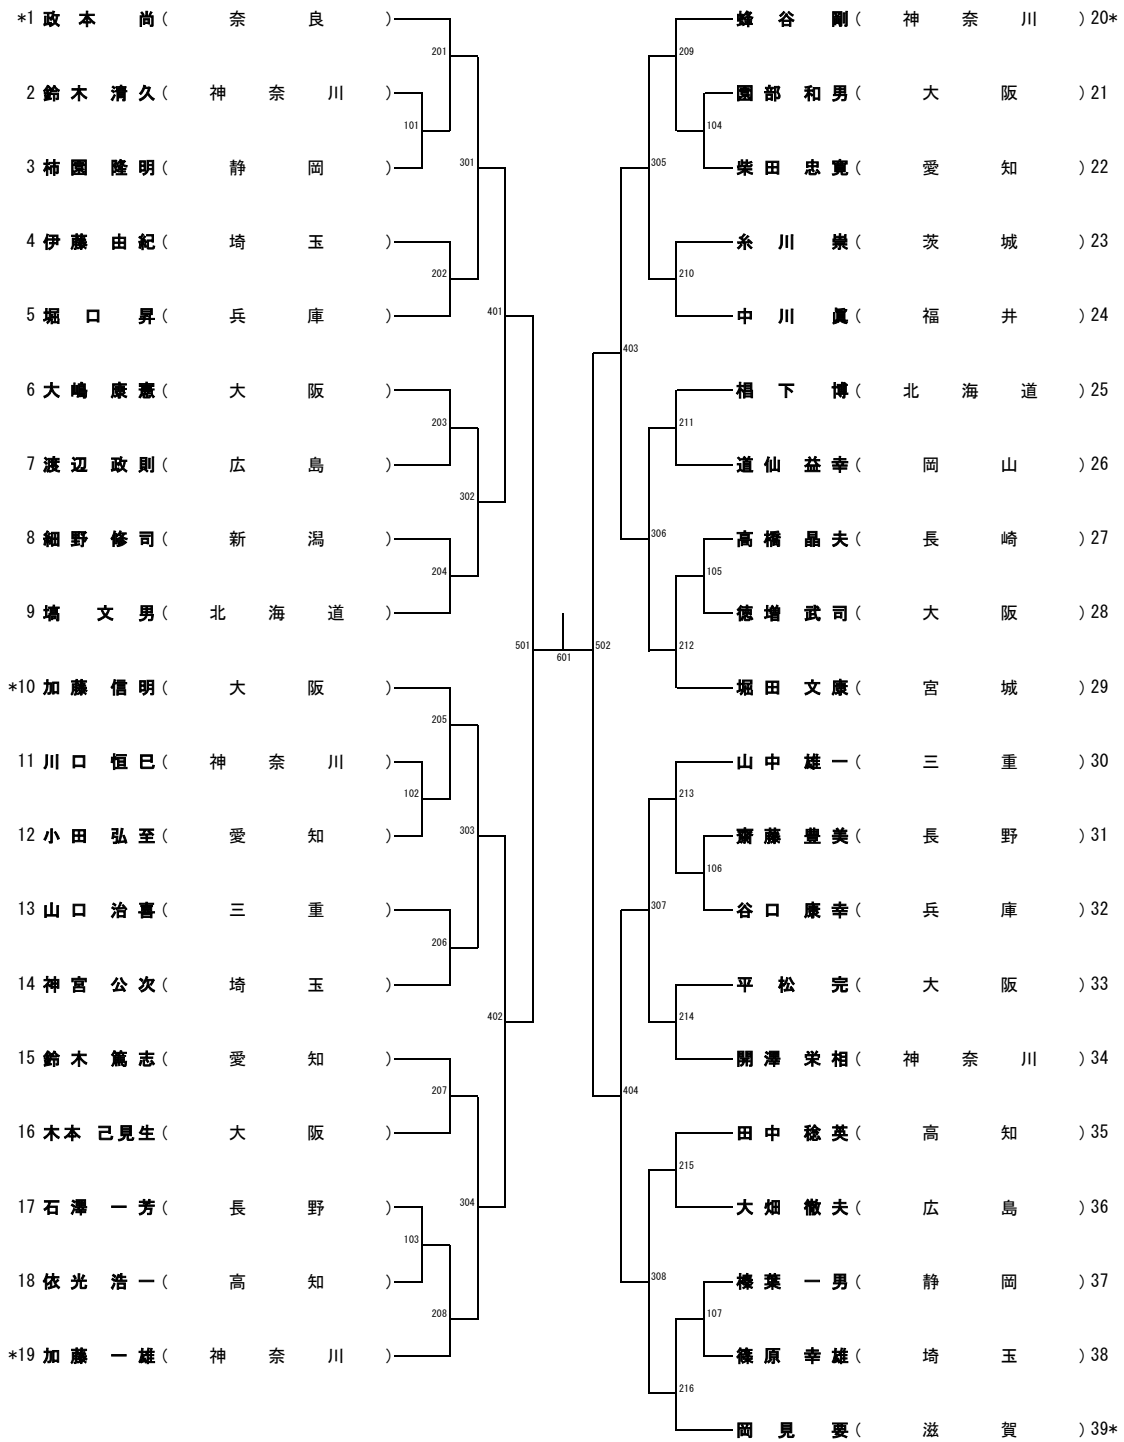 *1 政本 尚 (奈良)
201
2 鈴木 清久 (神奈川)
101
3 柿園 隆明 (静岡)
301
4 伊藤 由紀 (埼玉)
202
5 堀口 昇 (兵庫)
401
6 大嶋 康憲 (大阪)
203
7 渡辺 政則 (広島)
302
8 細野 修司 (新潟)
204
9 塙 文男 (北海道)
501
*10 加藤 信明 (大阪)
205
11 川口 恒巳 (神奈川)
102
12 小田 弘至 (愛知)
303
13 山口 治喜 (三重)
206
14 神宮 公次 (埼玉)
402
15 鈴木 篤志 (愛知)
207
16 木本 己見生 (大阪)
17 石澤 一芳 (長野)
304
103
18 依光 浩一 (高知)
208
*19 加藤 一雄 (神奈川)
601
蜂谷 剛 (神奈川) 20*
209
園部 和男 (大阪) 21
104
柴田 忠寛 (愛知) 22
305
糸川 崇 (茨城) 23
210
中川 眞 (福井) 24
403
椙下 博 (北海道) 25
211
道仙 益幸 (岡山) 26
306
高橋 晶夫 (長崎) 27
105
徳増 武司 (大阪) 28
502
212
堀田 文康 (宮城) 29
山中 雄一 (三重) 30
213
齋藤 豊美 (長野) 31
106
谷口 康幸 (兵庫) 32
307
平松 完 (大阪) 33
214
開澤 栄相 (神奈川) 34
404
田中 稔英 (高知) 35
215
大畑 徹夫 (広島) 36
308
榛葉 一男 (静岡) 37
107
篠原 幸雄 (埼玉) 38
216
岡見 要 (滋賀) 39*